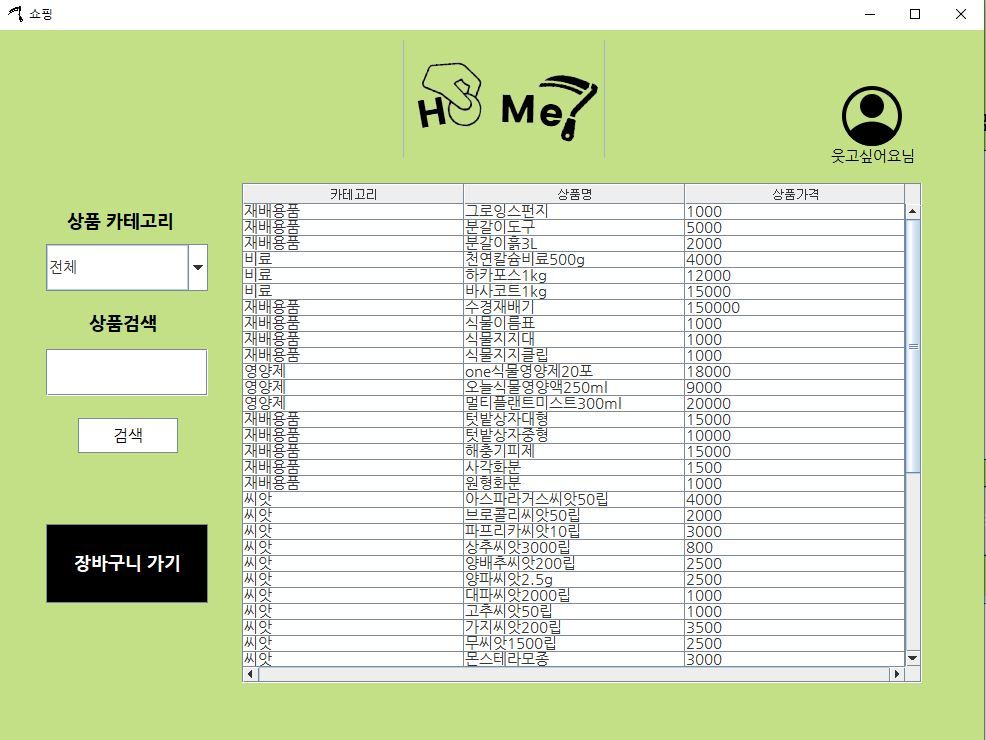 쇼핑
Ho Me?
웃고싶어요님
상품 카테고리
전체
상품검색
검색
장바구니 가기
카테고리 상품명 상품가격
재배용품 그로잉스펀지 1000
재배용품 분갈이도구 5000
재배용품 분갈이흙3L 2000
비료 천연칼슘비료500g 4000
비료 하카포스1kg 12000
비료 바사코트1kg 15000
재배용품 수경재배기 150000
재배용품 식물이름표 1000
재배용품 식물지지대 1000
재배용품 식물지지클립 1000
영양제 one식물영양제20포 18000
영양제 오늘식물영양액250ml 9000
영양제 멀티플랜트미스트300ml 20000
재배용품 텃밭상자대형 15000
재배용품 텃밭상자중형 10000
재배용품 해충기피제 15000
재배용품 사각화분 1500
재배용품 원형화분 1000
씨앗 아스파라거스씨앗50립 4000
씨앗 브로콜리씨앗50립 2000
씨앗 파프리카씨앗10립 3000
씨앗 상추씨앗3000립 800
씨앗 양배추씨앗200립 2500
씨앗 양파씨앗2.5g 2500
씨앗 대파씨앗2000립 1000
씨앗 고추씨앗50립 1000
씨앗 가지씨앗200립 3500
씨앗 무씨앗1500립 2500
씨앗 몬스테라모종 3000